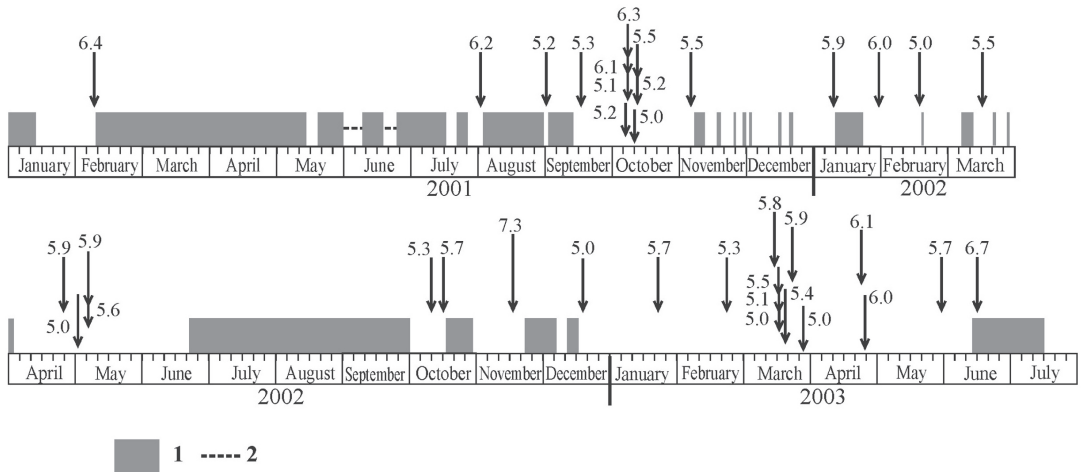 6.3
6.4 6.2 5.2 5.3 5.5 5.5 5.9 6.0 5.0 5.5
6.1
5.1 5.2
5.2 5.0
January February March April May June July August September October November December January February March
2001 2002
5.8
7.3 5.9 6.1
5.9 5.9 5.3 5.7 5.0 5.7 5.3 5.7 6.7
5.5
5.1 5.4 6.0
5.0 5.6 5.0 5.0
April May June July August September October November December January February March April May June July
2002 2003
1 2